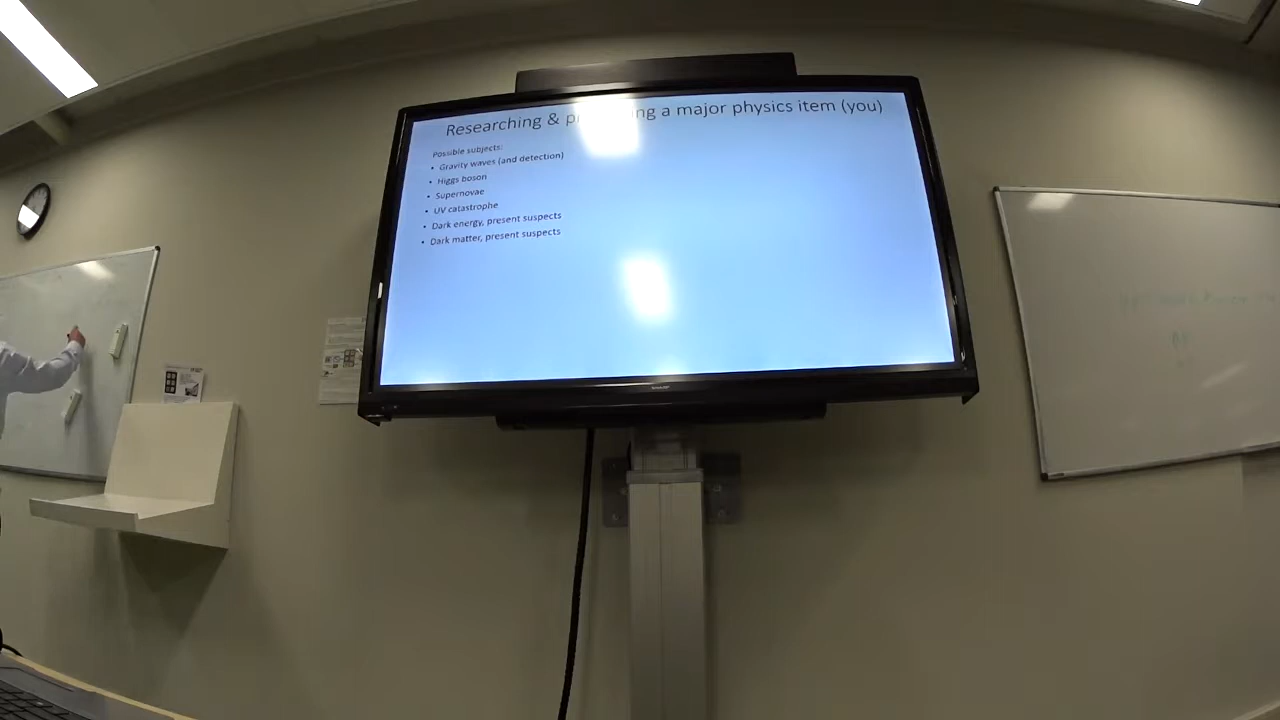 Researching & p ing a major physics item (you)
Possible subjects:
• Gravity waves (and detection)
• Higgs boson
• Supernovae
• UV catastrophe
• Dark energy, present suspects
• Dark matter, present suspects